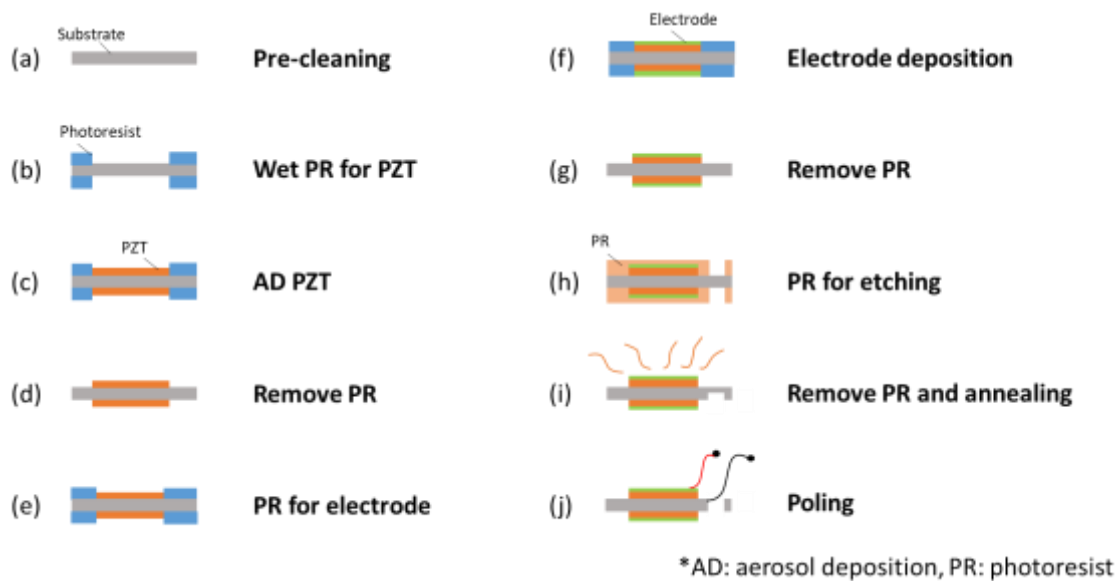 Substrate
(a) Pre-cleaning
Photoresist
(b) Wet PR for PZT
PZT
(c) AD PZT
(d) Remove PR
(e) PR for electrode
Electrode
(f) Electrode deposition
(g) Remove PR
PR
(h) PR for etching
(i) Remove PR and annealing
(j) Poling
*AD: aerosol deposition, PR: photoresist